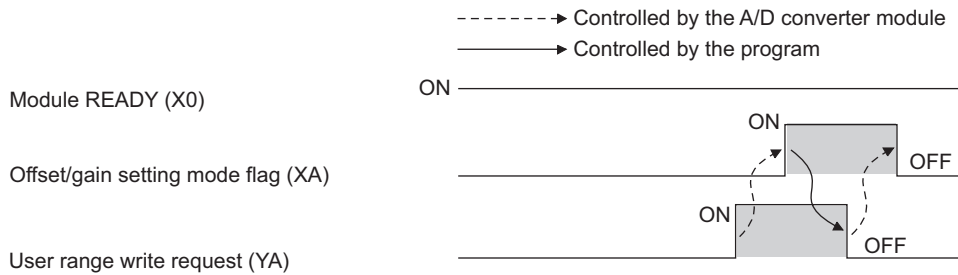 Controlled by the A/D converter module
Controlled by the program
Module READY (X0)
ON
Offset/gain setting mode flag (XA)
ON
OFF
User range write request (YA)
ON
OFF